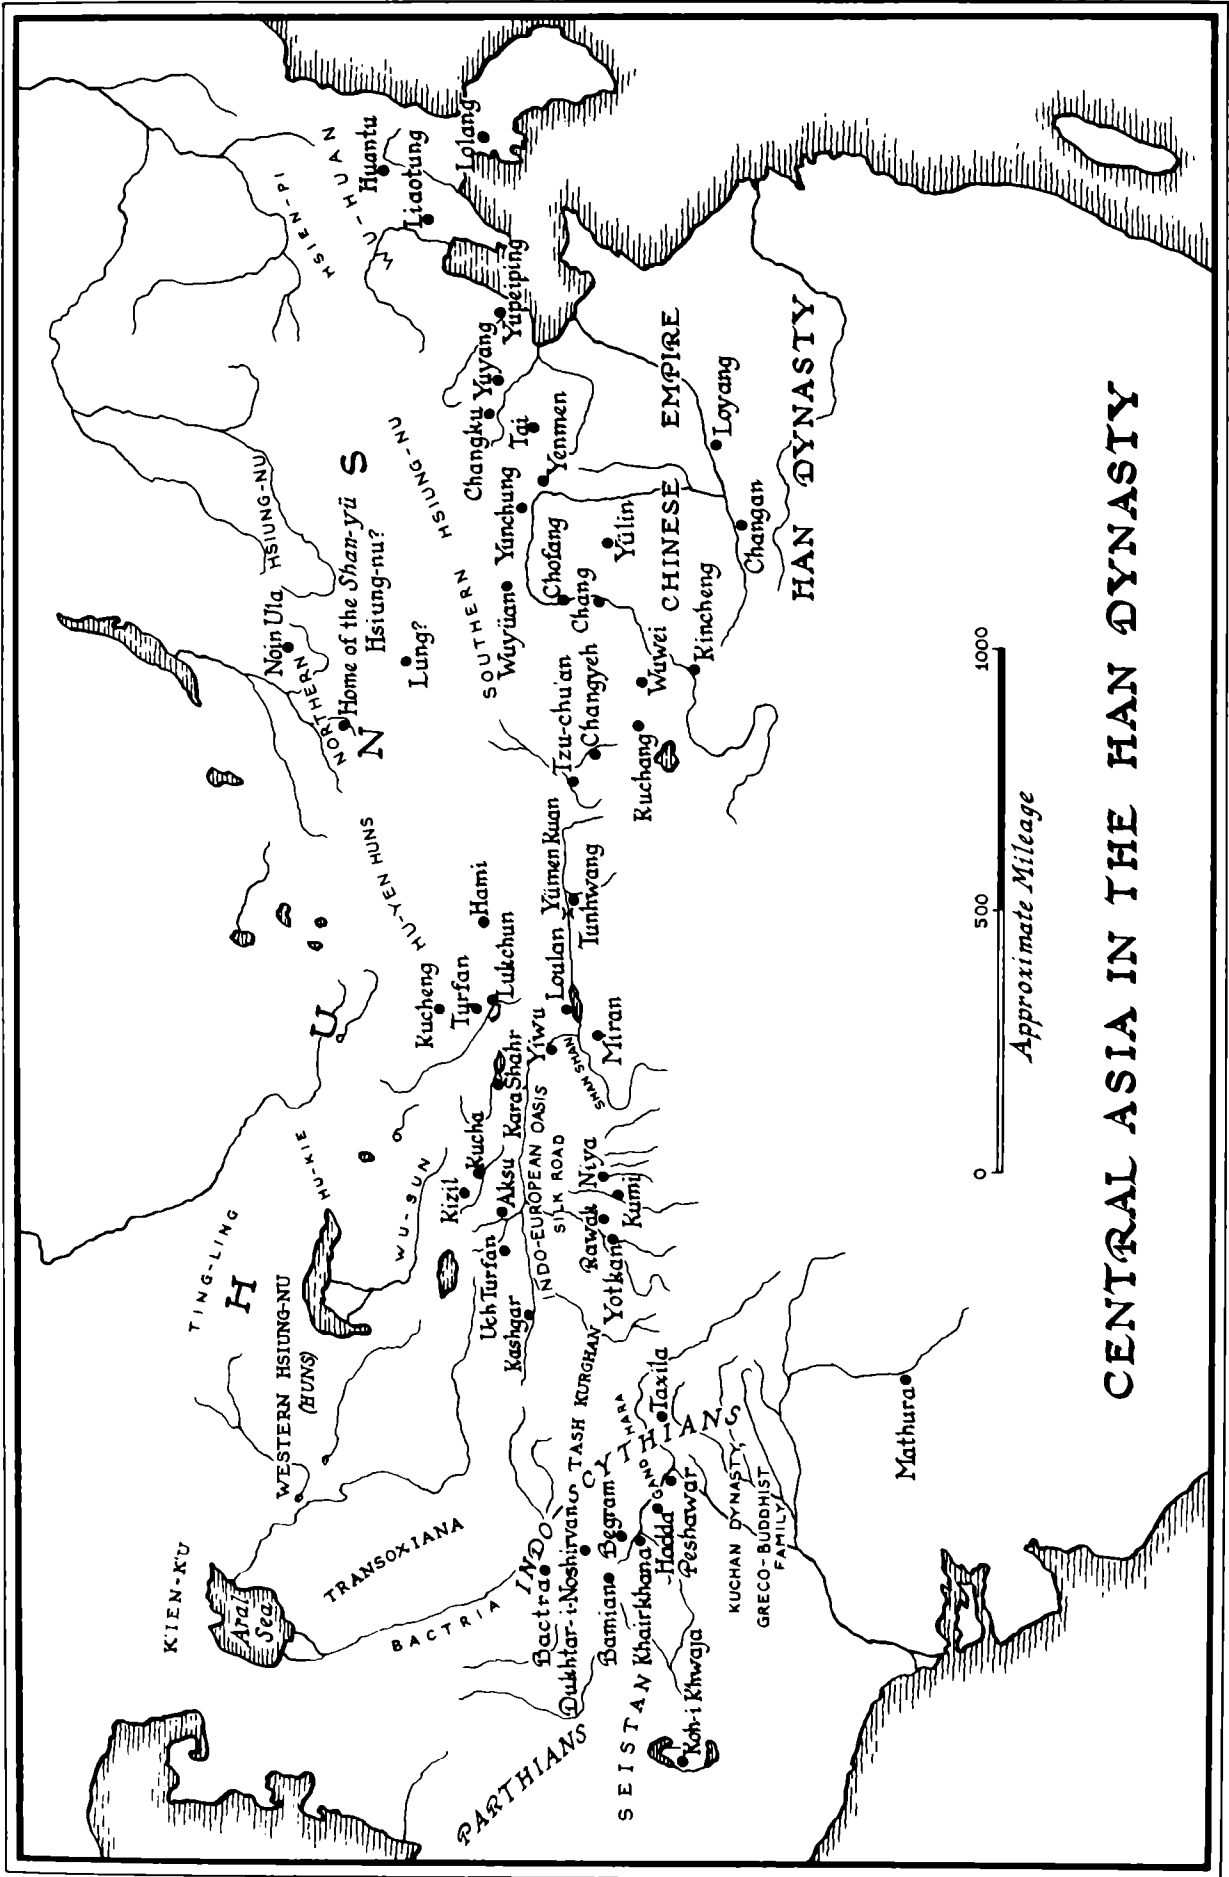 KIEN-K'U
Aral
Sea
TING-LING
H
WESTERN HSIUNG-NU
(HUNS)
HU-KIE
U
WU-SUN
HU-YEN HUNS
N
S
NORTHERN HSIUNG-NU
Noin Ula
Home of the Shan-yü
Hsiung-nu?
Lung?
SOUTHERN HSIUNG-NU
HSIEN-PI
WU-HUAN
Huantu
Liaotung
Lolang
TRANSOXIANA
BACTRIA
PARTHIANS
INDO SCYTHIANS
Bactra
Dukhtar-i-Noshirvan
TASH KURGHAN
Bamian
Begram
SEISTAN
Khairkhana
Hadda
GANDHARA
Taxila
Peshawar
Koh-i Khwaja
KUCHAN DYNASTY,
GRECO-BUDDHIST
FAMILY
Mathura
Kizil
Kucha
Uch Turfan
Aksu
Kashgar
Kara Shahr
INDO-EUROPEAN OASIS
SILK ROAD
Yotkan
Rawak
Niya
Kumi
Kucheng
Turfan
Lukchun
Hami
Yiwu
SHAN SHAN
Loulan
Miran
Yümen Kuan
Tunhwang
Tzu-chu'an
Changyeh
Kuchang
Wuwei
Kincheng
Wuyüan
Yunchung
Chofang
Chang
Yülin
Changku
Yuyang
Yupeiping
Tai
Yenmen
CHINESE EMPIRE
Loyang
Changan
HAN DYNASTY
0
500
1000
Approximate Mileage
CENTRAL ASIA IN THE HAN DYNASTY